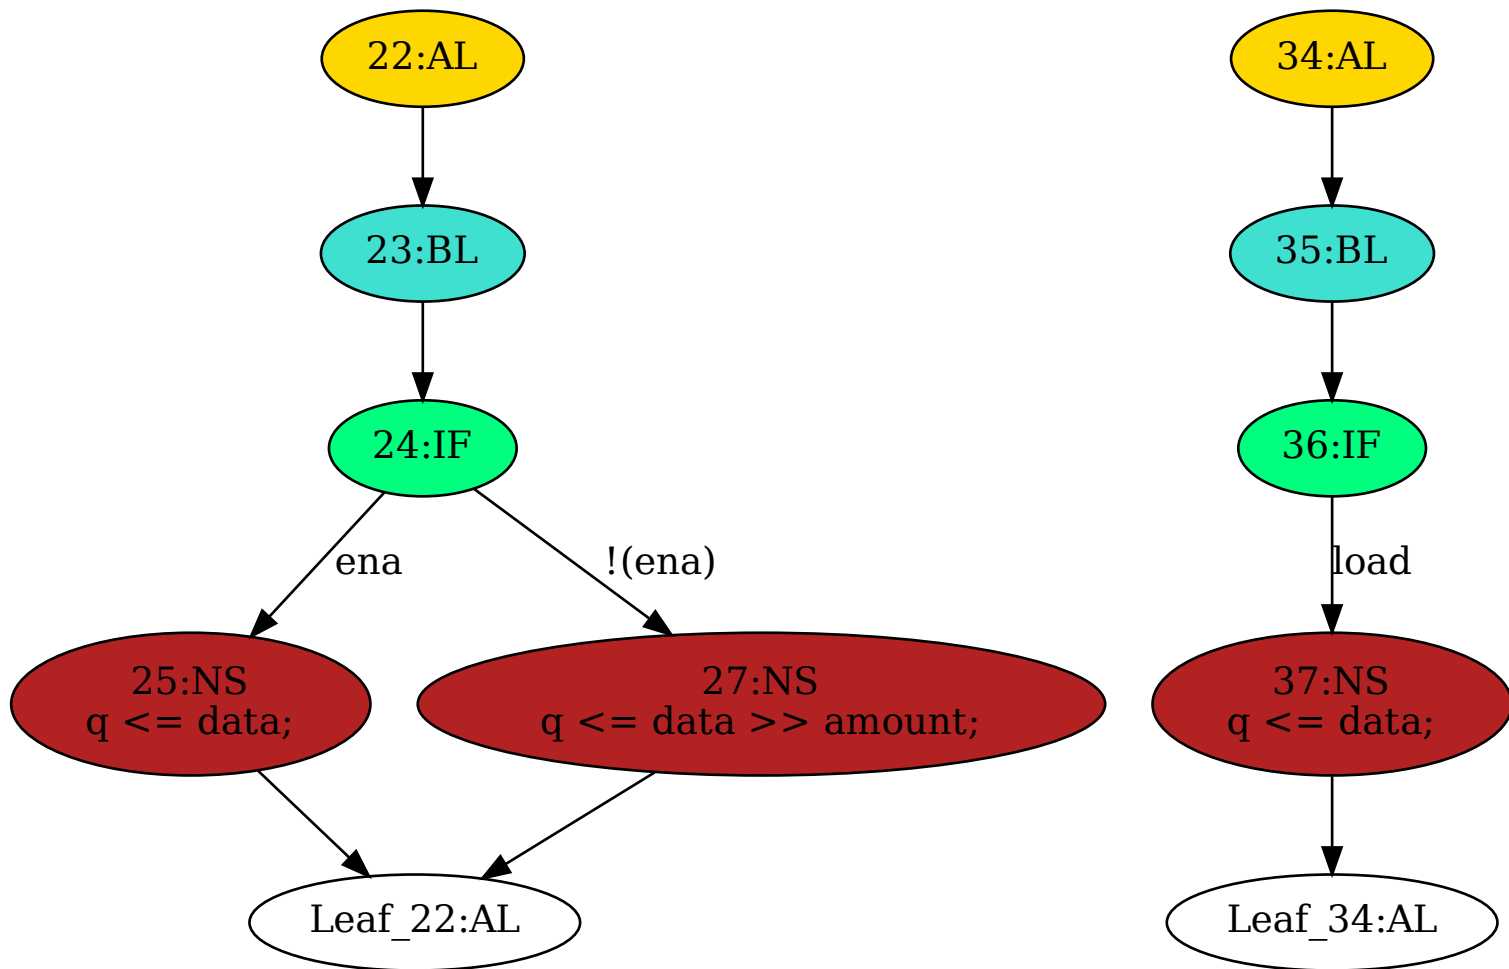 22:AL
34:AL
23:BL
35:BL
24:IF
36:IF
ena
!(ena)
load
25:NS
q <= data;
27:NS
q <= data >> amount;
37:NS
q <= data;
Leaf_22:AL
Leaf_34:AL